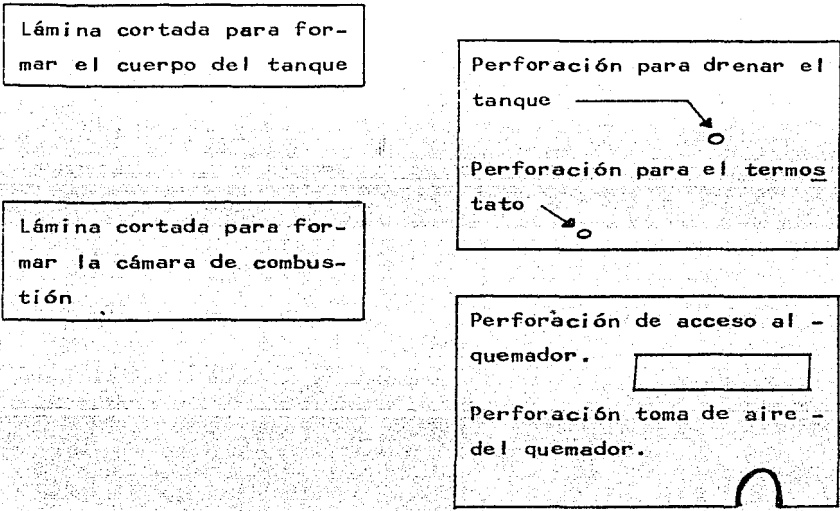 Lámina cortada para for-
mar el cuerpo del tanque
Perforación para drenar el
tanque
Perforación para el termos
tato
Lámina cortada para for-
mar la cámara de combus-
tión
Perforación de acceso al -
quemador.
Perforación toma de aire -
del quemador.